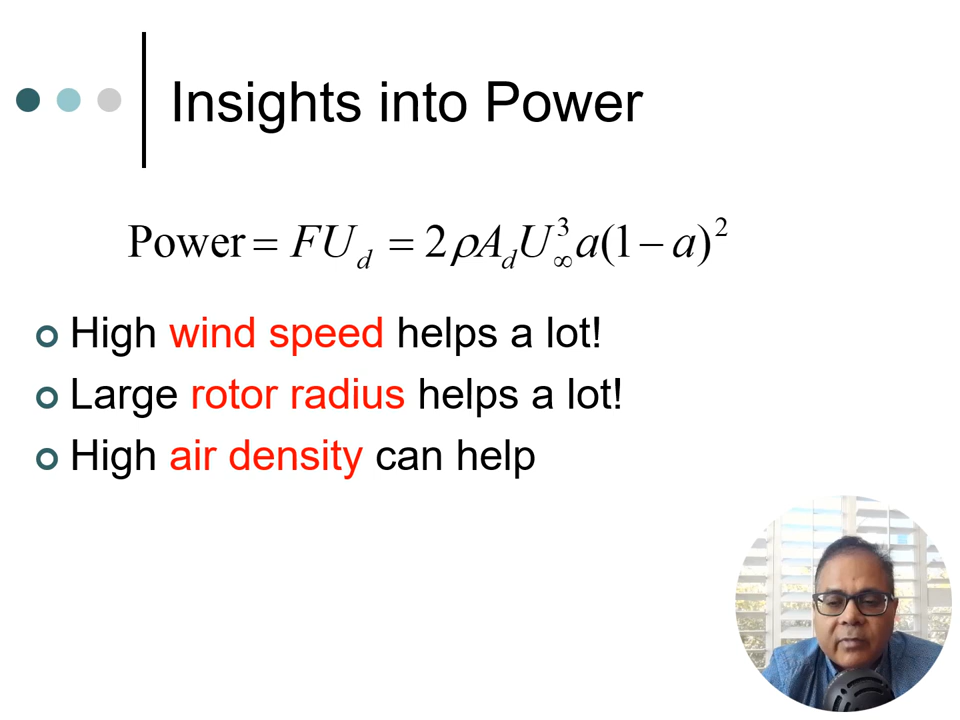 Insights into Power
Power = FU_d = 2ρA_dU_∞^3a(1 − a)^2
High wind speed helps a lot!
Large rotor radius helps a lot!
High air density can help